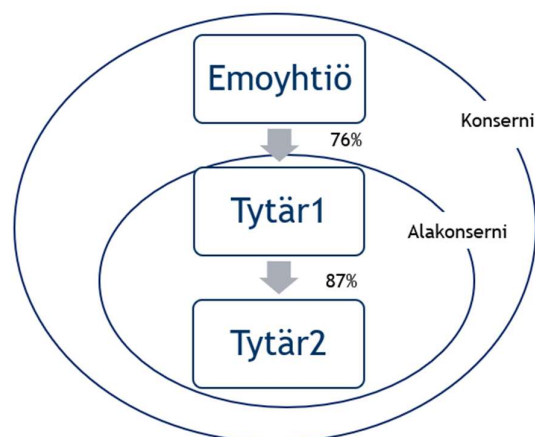 Emoyhtiö
Konserni
76%
Tytär1
Alakonserni
87%
Tytär2